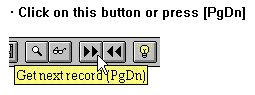 · Click on this button or press [PgDn]
Get next record (PgDn)